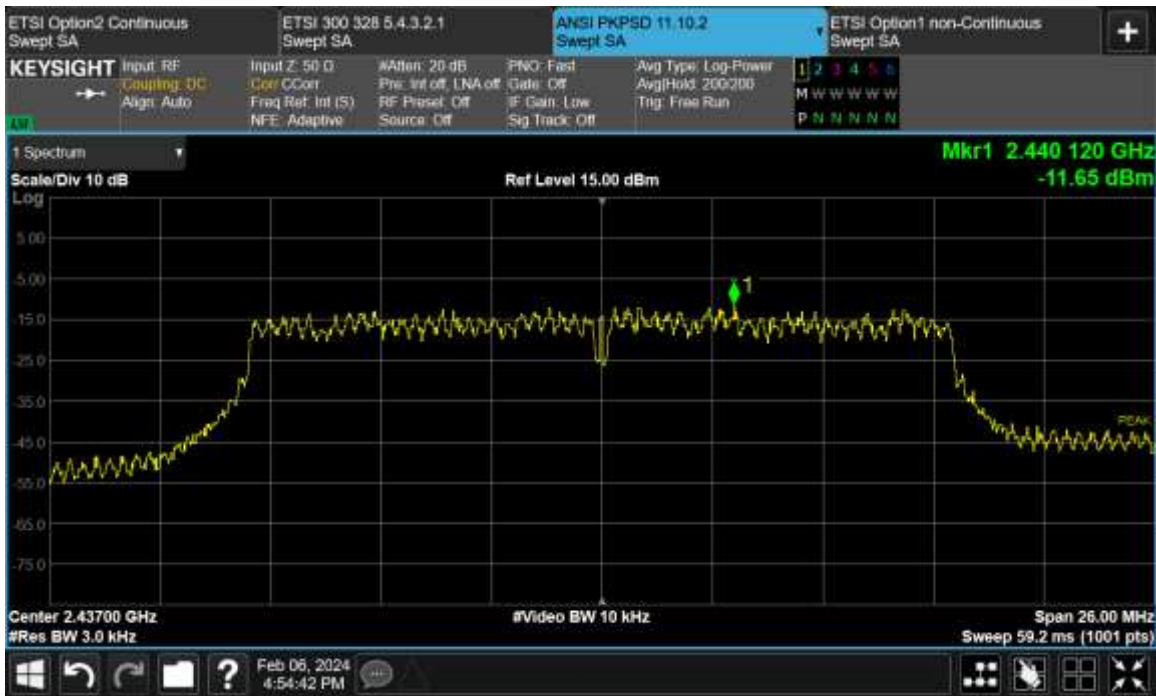 ETSI Option2 Continuous
Swept SA
ETSI 300 328 5.4.3.2.1
Swept SA
ANSI PKPSD 11.10.2
Swept SA
ETSI Option1 non-Continuous
Swept SA
+
KEYSIGHT
Input: RF
Coupling: DC
Align: Auto
Input Z: 50 Ω
Corr CCorr
Freq Ref: Int (S)
NFE: Adaptive
#Atten: 20 dB
Pre: Int off, LNA off
RF Preset: Off
Source: Off
PNO: Fast
Gate: Off
IF Gain: Low
Sig Track: Off
Avg Type: Log-Power
Avg|Hold: 200/200
Trig: Free Run
1 2 3 4 5 6
M W W W W W
P N N N N N
1 Spectrum
Scale/Div 10 dB
Log
Ref Level 15.00 dBm
Mkr1 2.440 120 GHz
-11.65 dBm
5.00
-5.00
-15.0
-25.0
-35.0
-45.0
-55.0
-65.0
-75.0
1
PEAK
Center 2.43700 GHz
#Res BW 3.0 kHz
#Video BW 10 kHz
Span 26.00 MHz
Sweep 59.2 ms (1001 pts)
?
Feb 06, 2024
4:54:42 PM